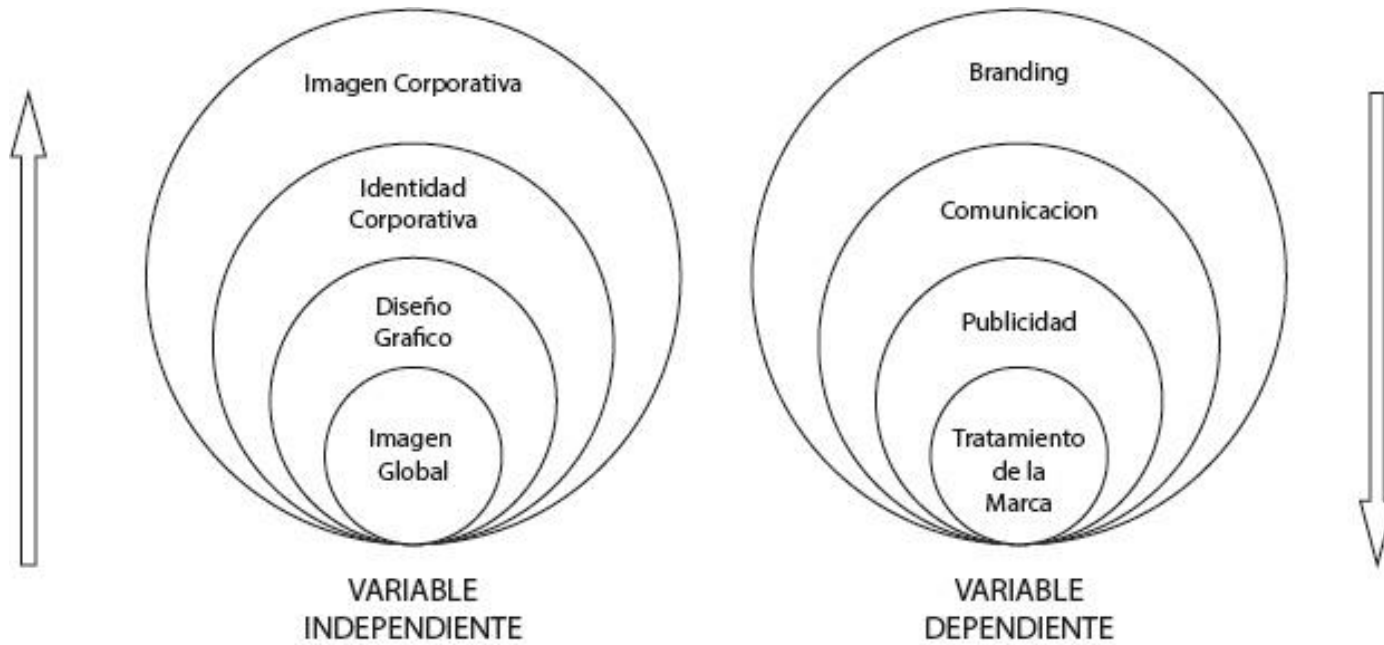 Imagen Corporativa
Identidad
Corporativa
Diseño
Grafico
Imagen
Global
VARIABLE
INDEPENDIENTE
Branding
Comunicacion
Publicidad
Tratamiento
de la
Marca
VARIABLE
DEPENDIENTE